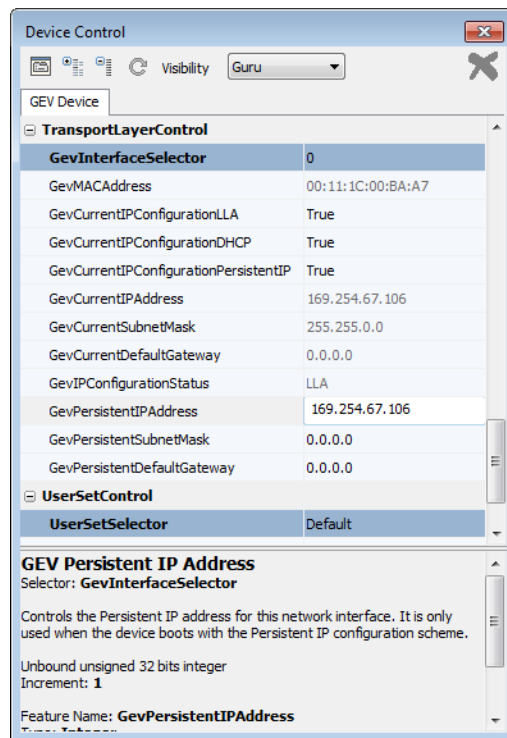 Device Control
Visibility Guru
GEV Device
TransportLayerControl
GevInterfaceSelector 0
GevMACAddress 00:11:1C:00:BA:A7
GevCurrentIPConfigurationLLA True
GevCurrentIPConfigurationDHCP True
GevCurrentIPConfigurationPersistentIP True
GevCurrentIPAddress 169.254.67.106
GevCurrentSubnetMask 255.255.0.0
GevCurrentDefaultGateway 0.0.0.0
GevIPConfigurationStatus LLA
GevPersistentIPAddress 169.254.67.106
GevPersistentSubnetMask 0.0.0.0
GevPersistentDefaultGateway 0.0.0.0
UserSetControl
UserSetSelector Default
GEV Persistent IP Address
Selector: GevInterfaceSelector
Controls the Persistent IP address for this network interface. It is only
used when the device boots with the Persistent IP configuration scheme.
Unbound unsigned 32 bits integer
Increment: 1
Feature Name: GevPersistentIPAddress
Type: Integer